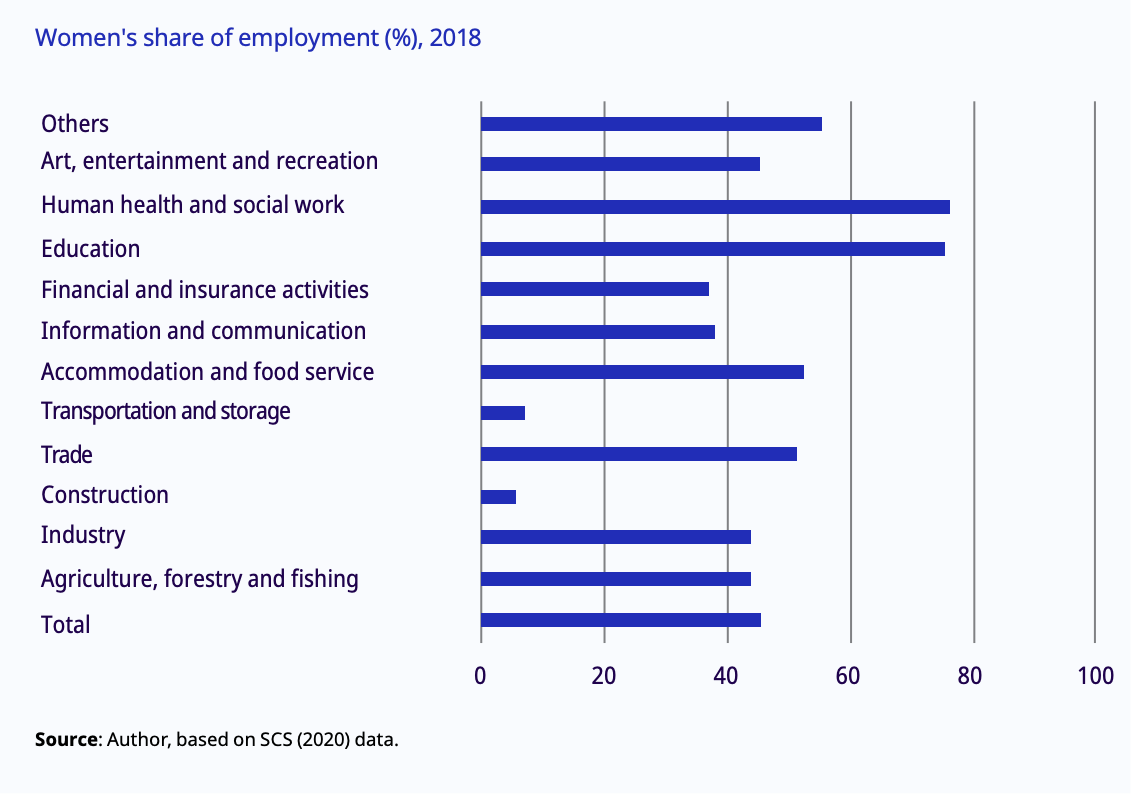 Women's share of employment (%), 2018
Others
Art, entertainment and recreation
Human health and social work
Education
Financial and insurance activities
Information and communication
Accommodation and food service
Transportation and storage
Trade
Construction
Industry
Agriculture, forestry and fishing
Total
0 20 40 60 80 100
Source: Author, based on SCS (2020) data.